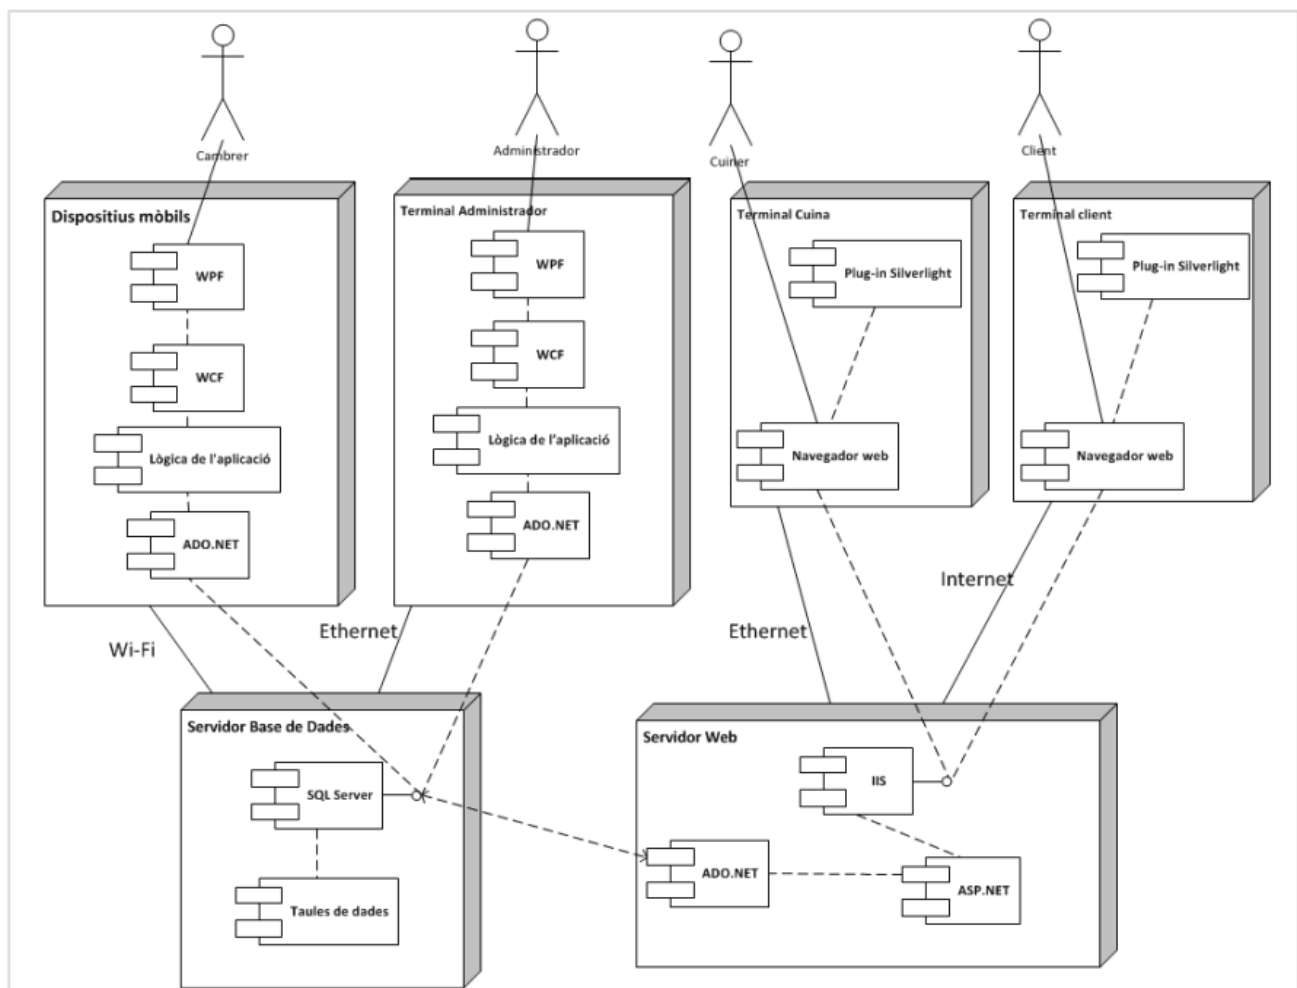 Cambrer
Administrador
Cuiner
Client
Dispositius mòbils
WPF
WCF
Lògica de l'aplicació
ADO.NET
Terminal Administrador
WPF
WCF
Lògica de l'aplicació
ADO.NET
Terminal Cuina
Plug-in Silverlight
Navegador web
Terminal client
Plug-in Silverlight
Navegador web
Wi-Fi
Ethernet
Ethernet
Internet
Servidor Base de Dades
SQL Server
Taules de dades
Servidor Web
IIS
ADO.NET
ASP.NET